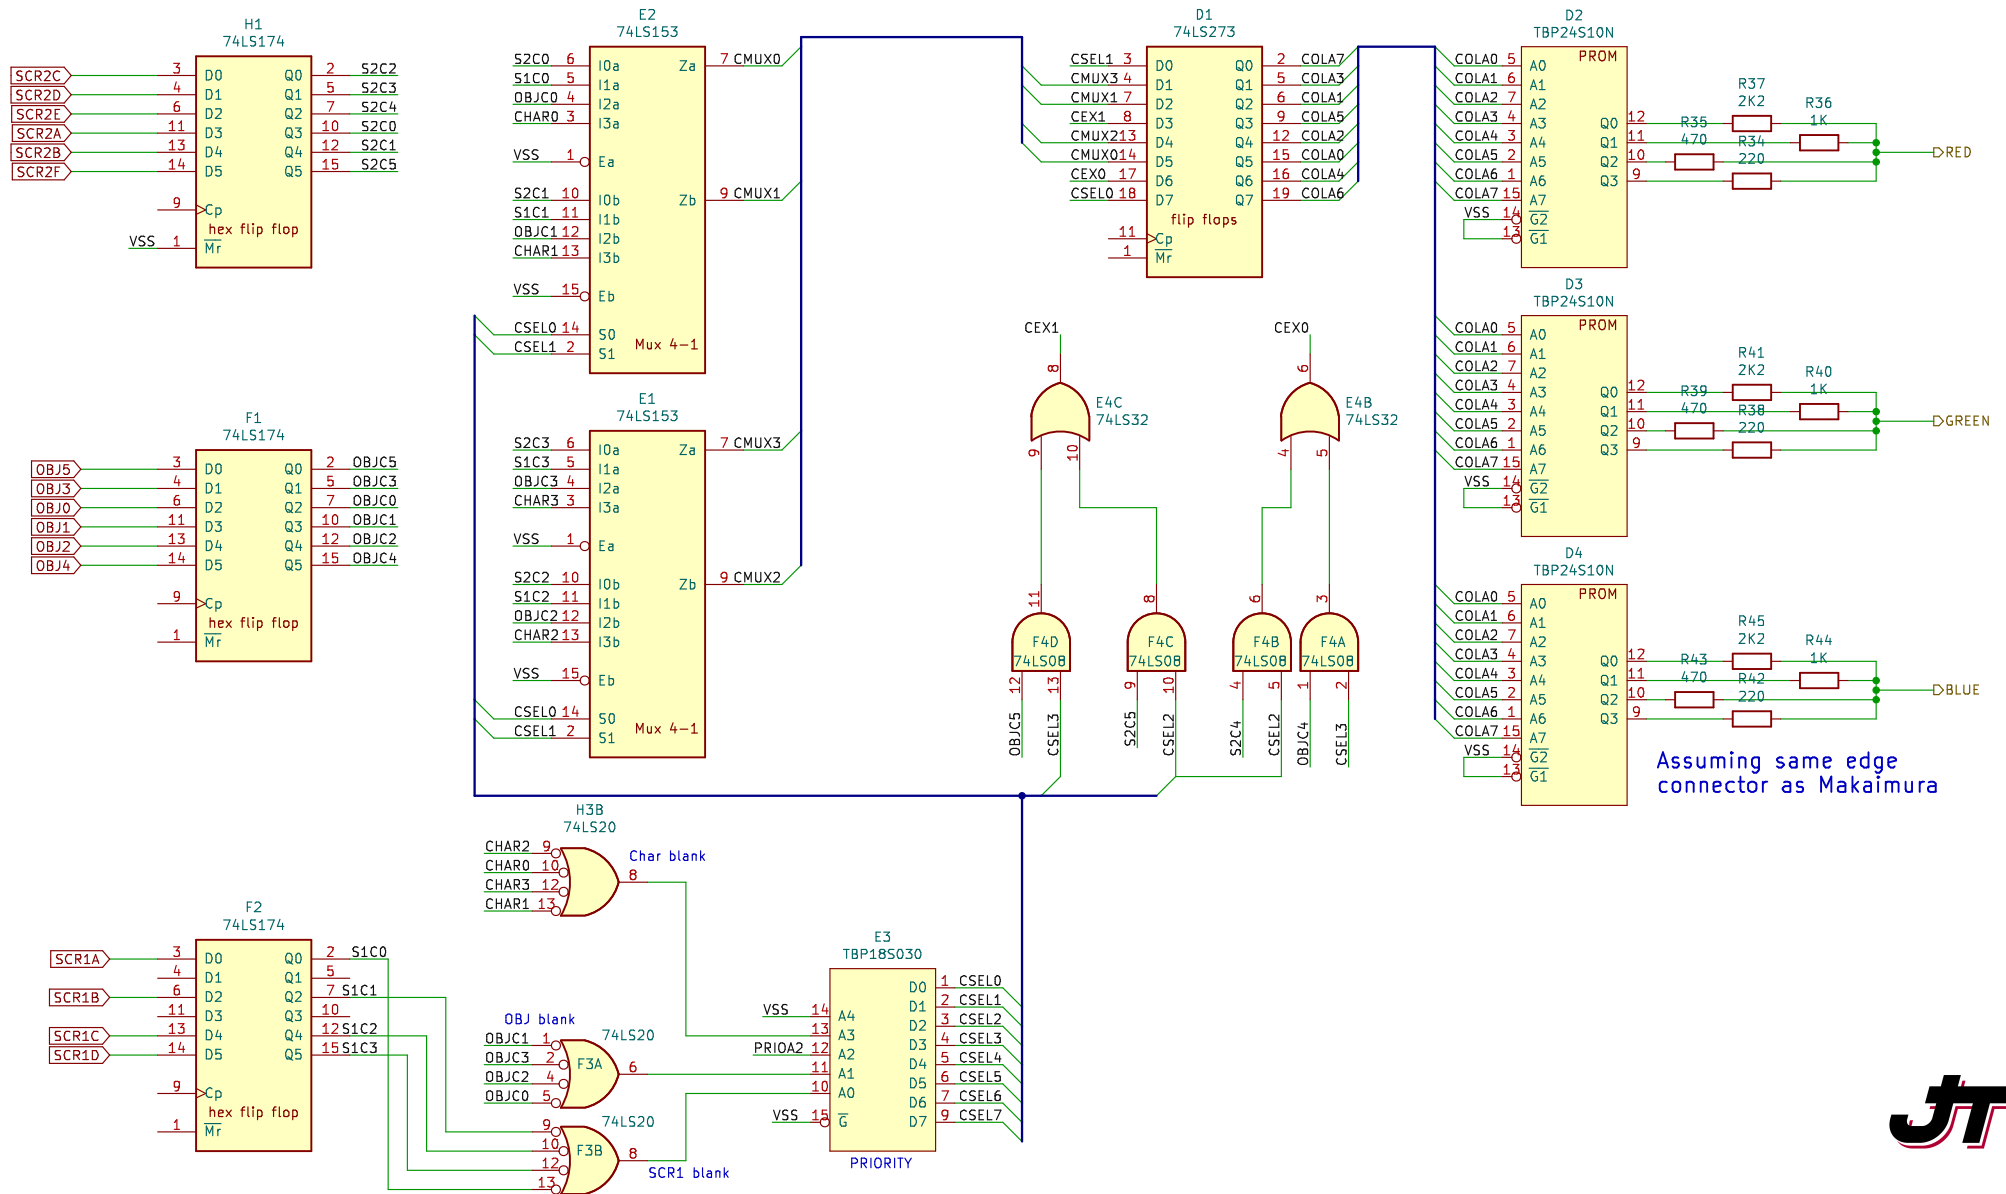 H1
74LS174
SCR2C 3 D0 Q0 2 S2C2
SCR2D 4 D1 Q1 5 S2C3
SCR2E 6 D2 Q2 7 S2C4
SCR2A 11 D3 Q3 10 S2C0
SCR2B 13 D4 Q4 12 S2C1
SCR2F 14 D5 Q5 15 S2C5
9 Cp
hex flip flop
VSS 1 Mr
F1
74LS174
OBJ5 3 D0 Q0 2 OBJC5
OBJ3 4 D1 Q1 5 OBJC3
OBJ0 6 D2 Q2 7 OBJC0
OBJ1 11 D3 Q3 10 OBJC1
OBJ2 13 D4 Q4 12 OBJC2
OBJ4 14 D5 Q5 15 OBJC4
9 Cp
hex flip flop
1 Mr
F2
74LS174
SCR1A 3 D0 Q0 2 S1C0
4 D1 Q1 5
SCR1B 6 D2 Q2 7 S1C1
11 D3 Q3 10
SCR1C 13 D4 Q4 12 S1C2
SCR1D 14 D5 Q5 15 S1C3
9 Cp
hex flip flop
1 Mr
E2
74LS153
S2C0 6 I0a Za 7 CMUX0
S1C0 5 I1a
OBJC0 4 I2a
CHAR0 3 I3a
VSS 1 Ea
S2C1 10 I0b Zb 9 CMUX1
S1C1 11 I1b
OBJC1 12 I2b
CHAR1 13 I3b
VSS 15 Eb
CSEL0 14 S0
CSEL1 2 S1 Mux 4-1
E1
74LS153
S2C3 6 I0a Za 7 CMUX3
S1C3 5 I1a
OBJC3 4 I2a
CHAR3 3 I3a
VSS 1 Ea
S2C2 10 I0b Zb 9 CMUX2
S1C2 11 I1b
OBJC2 12 I2b
CHAR2 13 I3b
VSS 15 Eb
CSEL0 14 S0
CSEL1 2 S1 Mux 4-1
H3B
74LS20
CHAR2 9
CHAR0 10
CHAR3 12
CHAR1 13
8
Char blank
OBJ blank
74LS20
OBJC1 1
OBJC3 2
OBJC2 4
OBJC0 5
F3A
6
74LS20
9
10
12
13
F3B
8
SCR1 blank
E3
TBP18S030
D0 1 CSEL0
D1 2 CSEL1
VSS 14 A4 D2 3 CSEL2
13 A3 D3 4 CSEL3
PRIOA2 12 A2 D4 5 CSEL4
11 A1 D5 6 CSEL5
10 A0 D6 7 CSEL6
VSS 15 G D7 9 CSEL7
PRIORITY
D1
74LS273
CSEL1 3 D0 Q0 2 COLA7
CMUX3 4 D1 Q1 5 COLA3
CMUX1 7 D2 Q2 6 COLA1
CEX1 8 D3 Q3 9 COLA5
CMUX2 13 D4 Q4 12 COLA2
CMUX0 14 D5 Q5 15 COLA0
CEX0 17 D6 Q6 16 COLA4
CSEL0 18 D7 Q7 19 COLA6
flip flops
11 Cp
1 Mr
CEX1
8
E4C
74LS32
9
10
CEX0
6
E4B
74LS32
4
5
11
F4D
74LS08
12
13
OBJC5
CSEL3
8
F4C
74LS08
9
10
S2C5
CSEL2
6
F4B
74LS08
4
5
S2C4
CSEL2
3
F4A
74LS08
1
2
OBJC4
CSEL3
D2
TBP24S10N
PROM
COLA0 5 A0
COLA1 6 A1
COLA2 7 A2
COLA3 4 A3 Q0 12
COLA4 3 A4 Q1 11
COLA5 2 A5 Q2 10
COLA6 1 A6 Q3 9
COLA7 15 A7
VSS 14 G2
13 G1
R37
2K2
R36
1K
R35
470
R34
220
RED
D3
TBP24S10N
PROM
COLA0 5 A0
COLA1 6 A1
COLA2 7 A2
COLA3 4 A3 Q0 12
COLA4 3 A4 Q1 11
COLA5 2 A5 Q2 10
COLA6 1 A6 Q3 9
COLA7 15 A7
VSS 14 G2
13 G1
R41
2K2
R40
1K
R39
470
R38
220
GREEN
D4
TBP24S10N
PROM
COLA0 5 A0
COLA1 6 A1
COLA2 7 A2
COLA3 4 A3 Q0 12
COLA4 3 A4 Q1 11
COLA5 2 A5 Q2 10
COLA6 1 A6 Q3 9
COLA7 15 A7
VSS 14 G2
13 G1
R45
2K2
R44
1K
R43
470
R42
220
BLUE
Assuming same edge
connector as Makaimura
JT